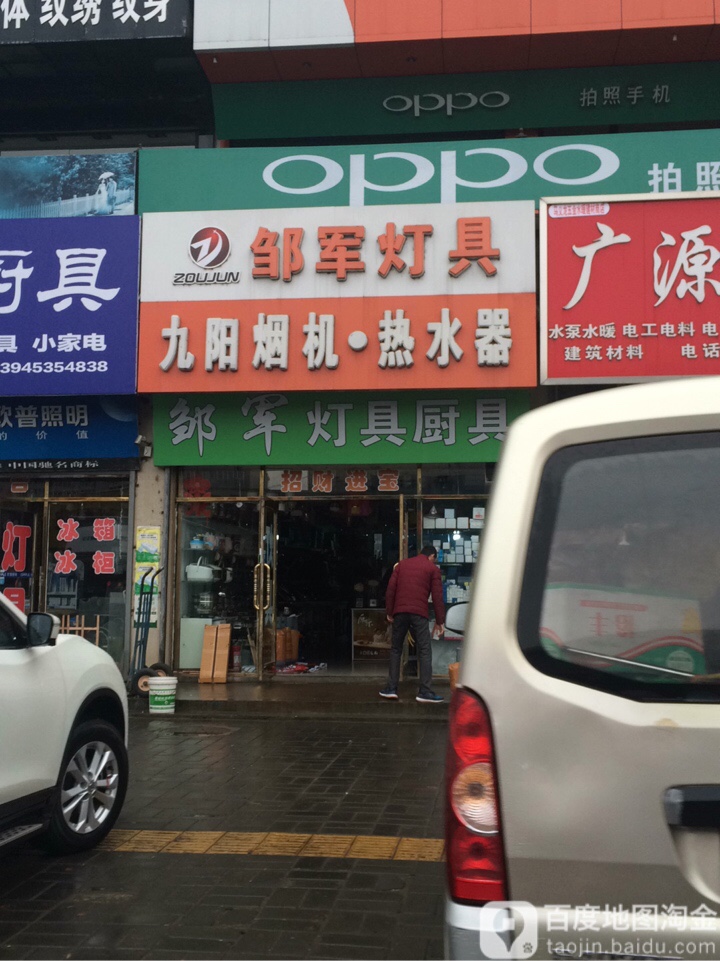 体 纹绣 纹身
oppo 拍照手机
oppo 拍照
厨具
具 小家电
13945354838
ZOUJUN
邹军灯具
九阳烟机·热水器
广源
水泵水暖 电工电料 电
建筑材料 电话
欧普照明
的价值
中国驰名商标
邹军灯具厨具
招财进宝
灯具
冰箱
冰柜
百度地图淘金
taojin.baidu.com